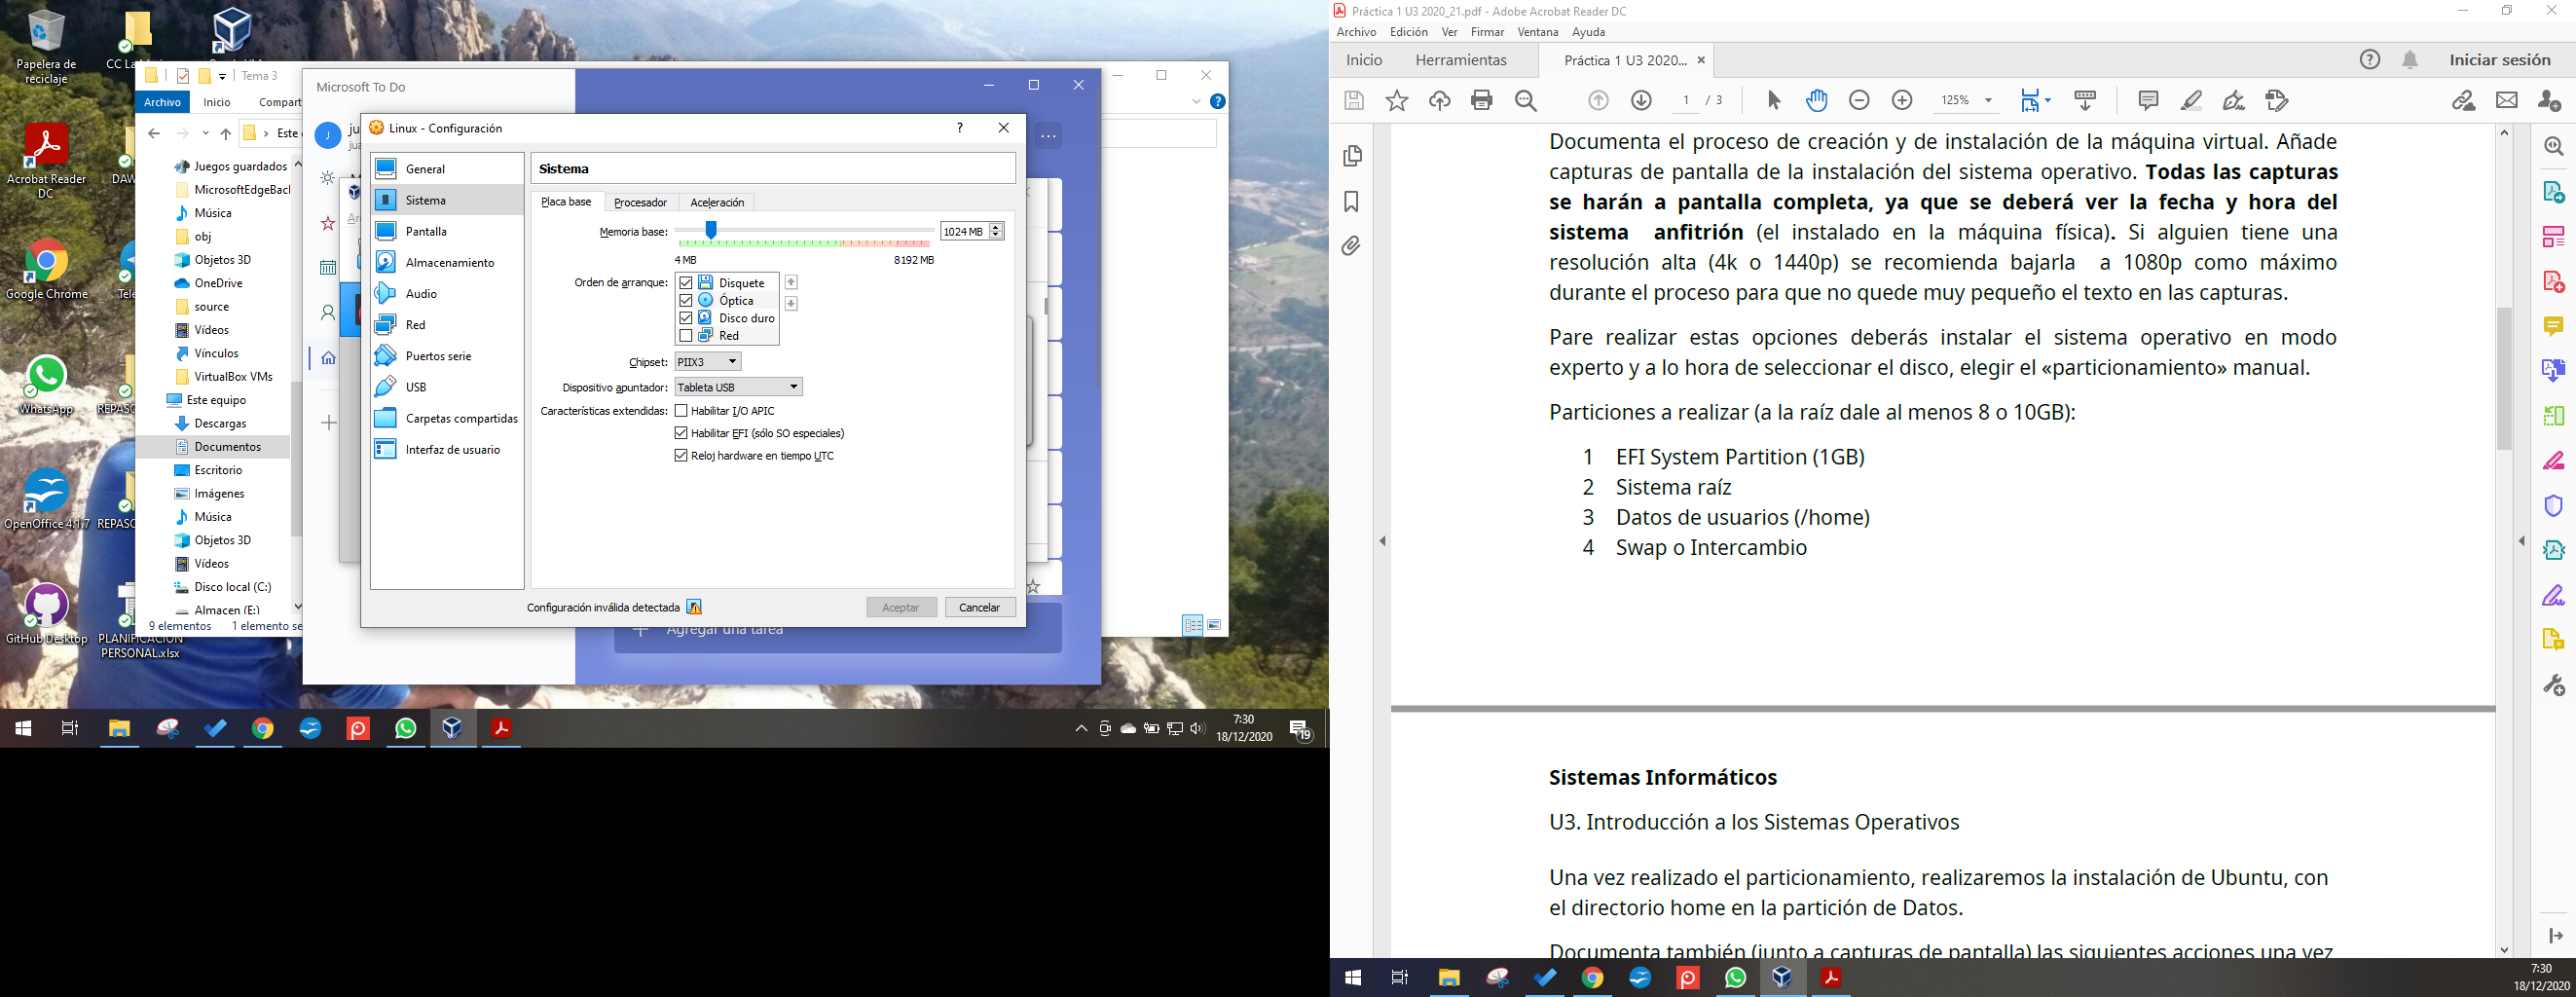 Papelera de
reciclaje
CC La
Acrobat Reader
DC
DAW
Google Chrome
Tele
WhatsApp
REPASO
OpenOffice 4.1.7
REPASO
GitHub Desktop
PLANIFICACIÓN
PERSONAL.xlsx
Tema 3
Archivo
Inicio
Compart
Este
Juegos guardados
MicrosoftEdgeBacl
Música
obj
Objetos 3D
OneDrive
source
Vídeos
Vínculos
VirtualBox VMs
Este equipo
Descargas
Documentos
Escritorio
Imágenes
Música
Objetos 3D
Vídeos
Disco local (C:)
Almacen (E:)
9 elementos
1 elemento se
Microsoft To Do
J
ju
jua
Agregar una tarea
Linux - Configuración
?
General
Sistema
Pantalla
Almacenamiento
Audio
Red
Puertos serie
USB
Carpetas compartidas
Interfaz de usuario
Sistema
Placa base
Procesador
Aceleración
Memoria base:
1024 MB
4 MB
8192 MB
Orden de arranque:
Disquete
Óptica
Disco duro
Red
Chipset:
PIIX3
Dispositivo apuntador:
Tableta USB
Características extendidas:
Habilitar I/O APIC
Habilitar EFI (sólo SO especiales)
Reloj hardware en tiempo UTC
Configuración inválida detectada
Aceptar
Cancelar
7:30
18/12/2020
19
Práctica 1 U3 2020_21.pdf - Adobe Acrobat Reader DC
Archivo Edición Ver Firmar Ventana Ayuda
Inicio
Herramientas
Práctica 1 U3 2020...
Iniciar sesión
1 / 3
125%
Documenta el proceso de creación y de instalación de la máquina virtual. Añade
capturas de pantalla de la instalación del sistema operativo. Todas las capturas
se harán a pantalla completa, ya que se deberá ver la fecha y hora del
sistema anfitrión (el instalado en la máquina física). Si alguien tiene una
resolución alta (4k o 1440p) se recomienda bajarla a 1080p como máximo
durante el proceso para que no quede muy pequeño el texto en las capturas.
Pare realizar estas opciones deberás instalar el sistema operativo en modo
experto y a lo hora de seleccionar el disco, elegir el «particionamiento» manual.
Particiones a realizar (a la raíz dale al menos 8 o 10GB):
1 EFI System Partition (1GB)
2 Sistema raíz
3 Datos de usuarios (/home)
4 Swap o Intercambio
Sistemas Informáticos
U3. Introducción a los Sistemas Operativos
Una vez realizado el particionamiento, realizaremos la instalación de Ubuntu, con
el directorio home en la partición de Datos.
Documenta también (junto a capturas de pantalla) las siguientes acciones una vez
7:30
18/12/2020